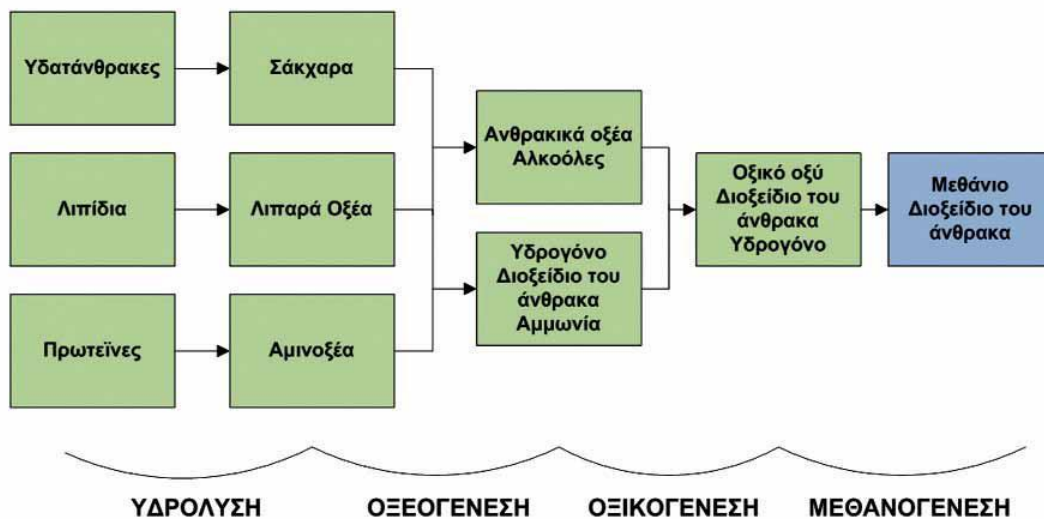 Υδατάνθρακες
Σάκχαρα
Λιπίδια
Λιπαρά Οξέα
Πρωτεΐνες
Αμινοξέα
Ανθρακικά οξέα
Αλκοόλες
Υδρογόνο
Διοξείδιο του
άνθρακα
Αμμωνία
Οξικό οξύ
Διοξείδιο του
άνθρακα
Υδρογόνο
Μεθάνιο
Διοξείδιο του
άνθρακα
ΥΔΡΟΛΥΣΗ
ΟΞΕΟΓΕΝΕΣΗ
ΟΞΙΚΟΓΕΝΕΣΗ
ΜΕΘΑΝΟΓΕΝΕΣΗ